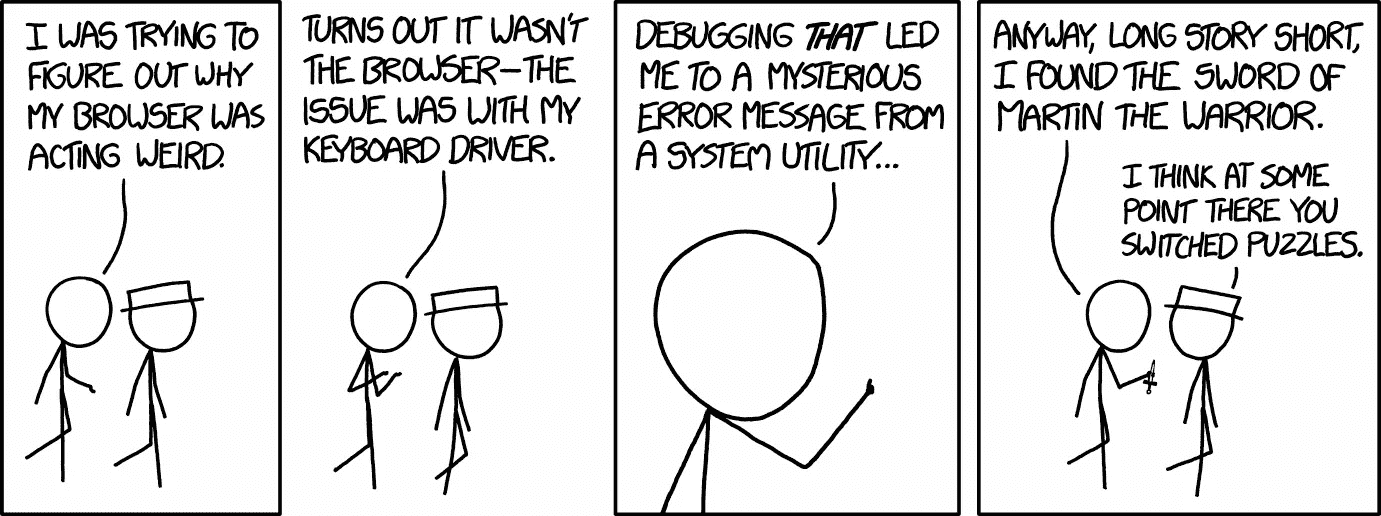 I WAS TRYING TO
FIGURE OUT WHY
MY BROWSER WAS
ACTING WEIRD.
TURNS OUT IT WASN'T
THE BROWSER—THE
ISSUE WAS WITH MY
KEYBOARD DRIVER.
DEBUGGING THAT LED
ME TO A MYSTERIOUS
ERROR MESSAGE FROM
A SYSTEM UTILITY...
ANYWAY, LONG STORY SHORT,
I FOUND THE SWORD OF
MARTIN THE WARRIOR.
I THINK AT SOME
POINT THERE YOU
SWITCHED PUZZLES.